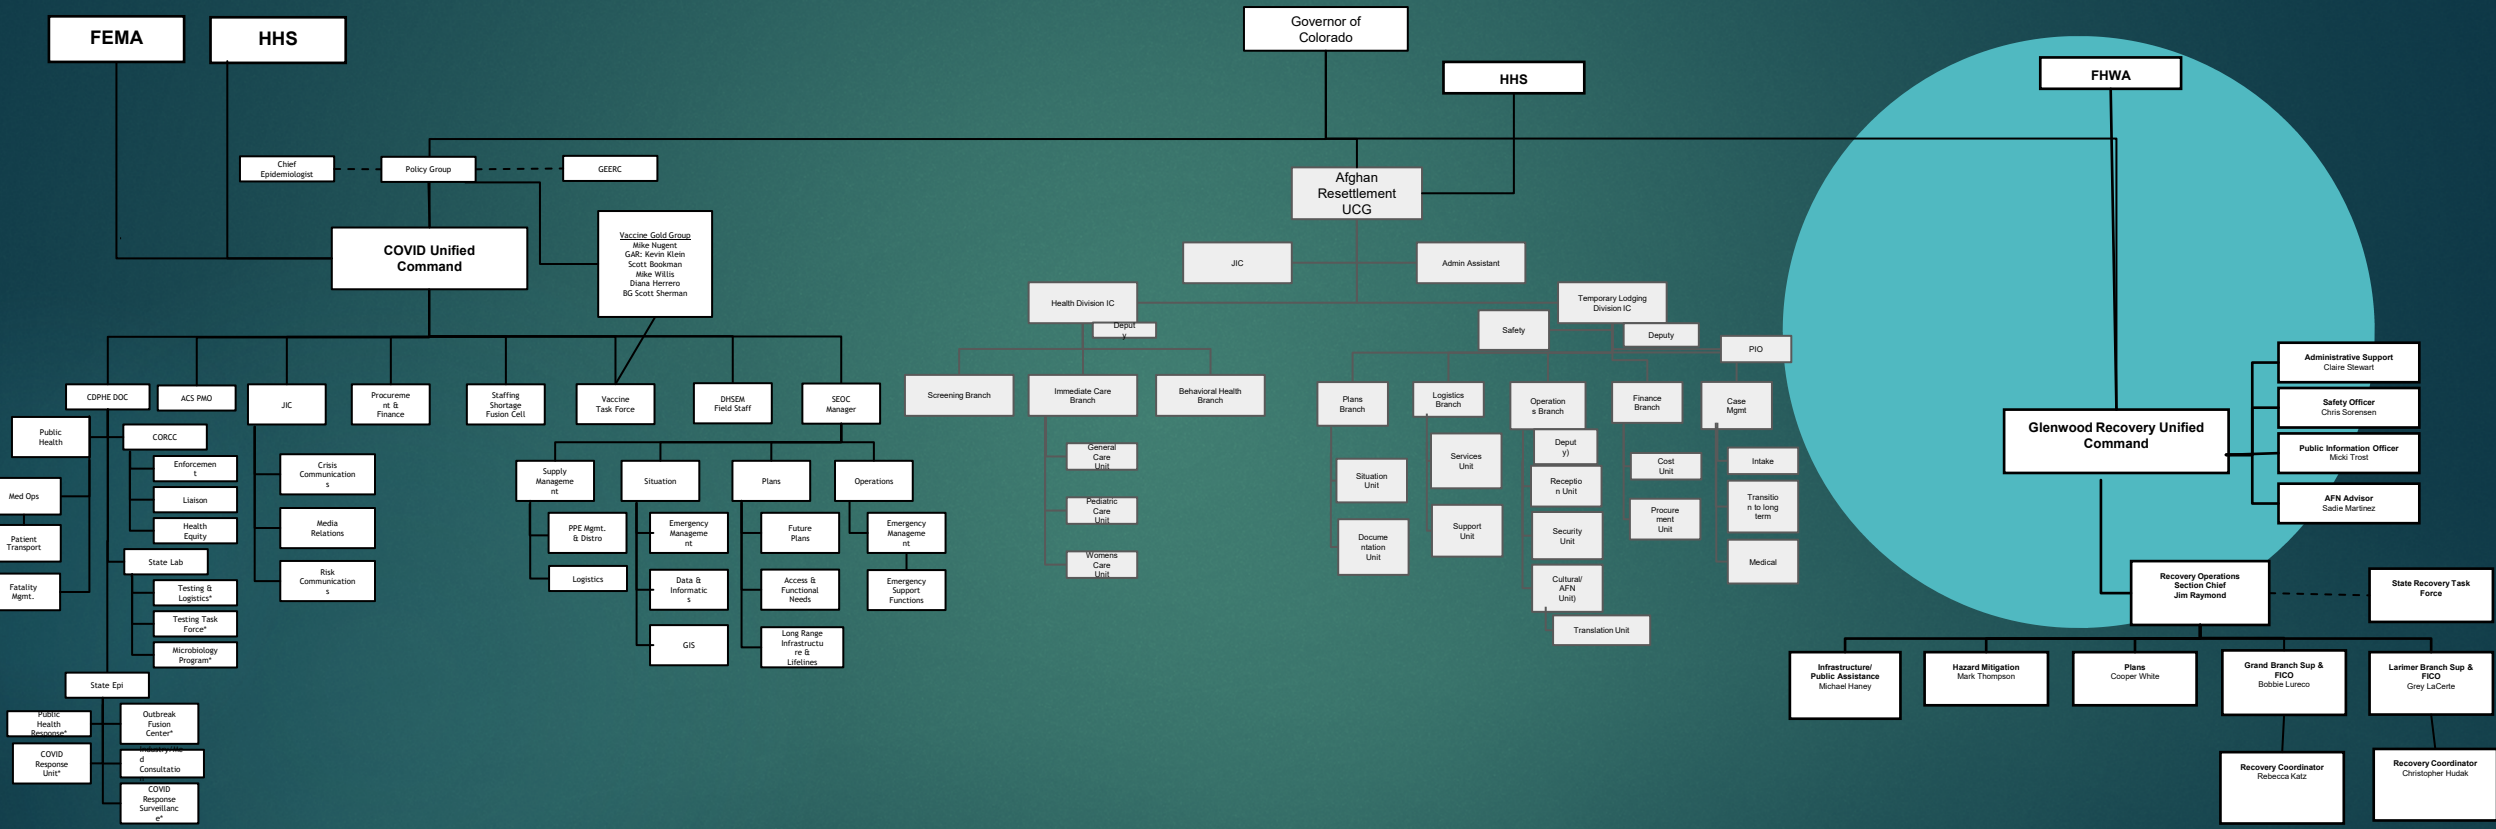 FEMA
HHS
Governor of
Colorado
HHS
FHWA
Chief
Epidemiologist
Policy Group
GEERC
Afghan
Resettlement
UCG
COVID Unified
Command
Vaccine Gold Group
Mike Nugent
GAR: Kevin Klein
Scott Bookman
Mike Willis
Diana Herrero
BG Scott Sherman
JIC
Admin Assistant
Health Division IC
Deput
y
Temporary Lodging
Division IC
Safety
Deputy
PIO
Screening Branch
Immediate Care
Branch
Behavioral Health
Branch
General
Care
Unit
Pediatric
Care
Unit
Womens
Care
Unit
Plans
Branch
Logistics
Branch
Operation
s Branch
Finance
Branch
Case
Mgmt
Situation
Unit
Docume
ntation
Unit
Services
Unit
Support
Unit
Deput
y)
Receptio
n Unit
Security
Unit
Cultural/
AFN
Unit)
Translation Unit
Cost
Unit
Procure
ment
Unit
Intake
Transitio
n to long
term
Medical
CDPHE DOC
ACS PMO
JIC
Procureme
nt &
Finance
Staffing
Shortage
Fusion Cell
Vaccine
Task Force
DHSEM
Field Staff
SEOC
Manager
Public
Health
CORCC
Enforcemen
t
Liaison
Health
Equity
Med Ops
Patient
Transport
Fatality
Mgmt.
State Lab
Testing &
Logistics*
Testing Task
Force*
Microbiology
Program*
State Epi
Public
Health
Response*
Outbreak
Fusion
Center*
COVID
Response
Unit*
d
Consultatio
COVID
Response
Surveillanc
e*
Crisis
Communication
s
Media
Relations
Risk
Communication
s
Supply
Manageme
nt
Situation
Plans
Operations
PPE Mgmt.
& Distro
Logistics
Emergency
Manageme
nt
Data &
Informatic
s
GIS
Future
Plans
Access &
Functional
Needs
Long Range
Infrastructu
re &
Lifelines
Emergency
Manageme
nt
Emergency
Support
Functions
Glenwood Recovery Unified
Command
Administrative Support
Claire Stewart
Safety Officer
Chris Sorensen
Public Information Officer
Micki Trost
AFN Advisor
Sadie Martinez
Recovery Operations
Section Chief
Jim Raymond
State Recovery Task
Force
Infrastructure/
Public Assistance
Michael Haney
Hazard Mitigation
Mark Thompson
Plans
Cooper White
Grand Branch Sup &
FICO
Bobbie Lureco
Larimer Branch Sup &
FICO
Grey LaCerte
Recovery Coordinator
Rebecca Katz
Recovery Coordinator
Christopher Hudak